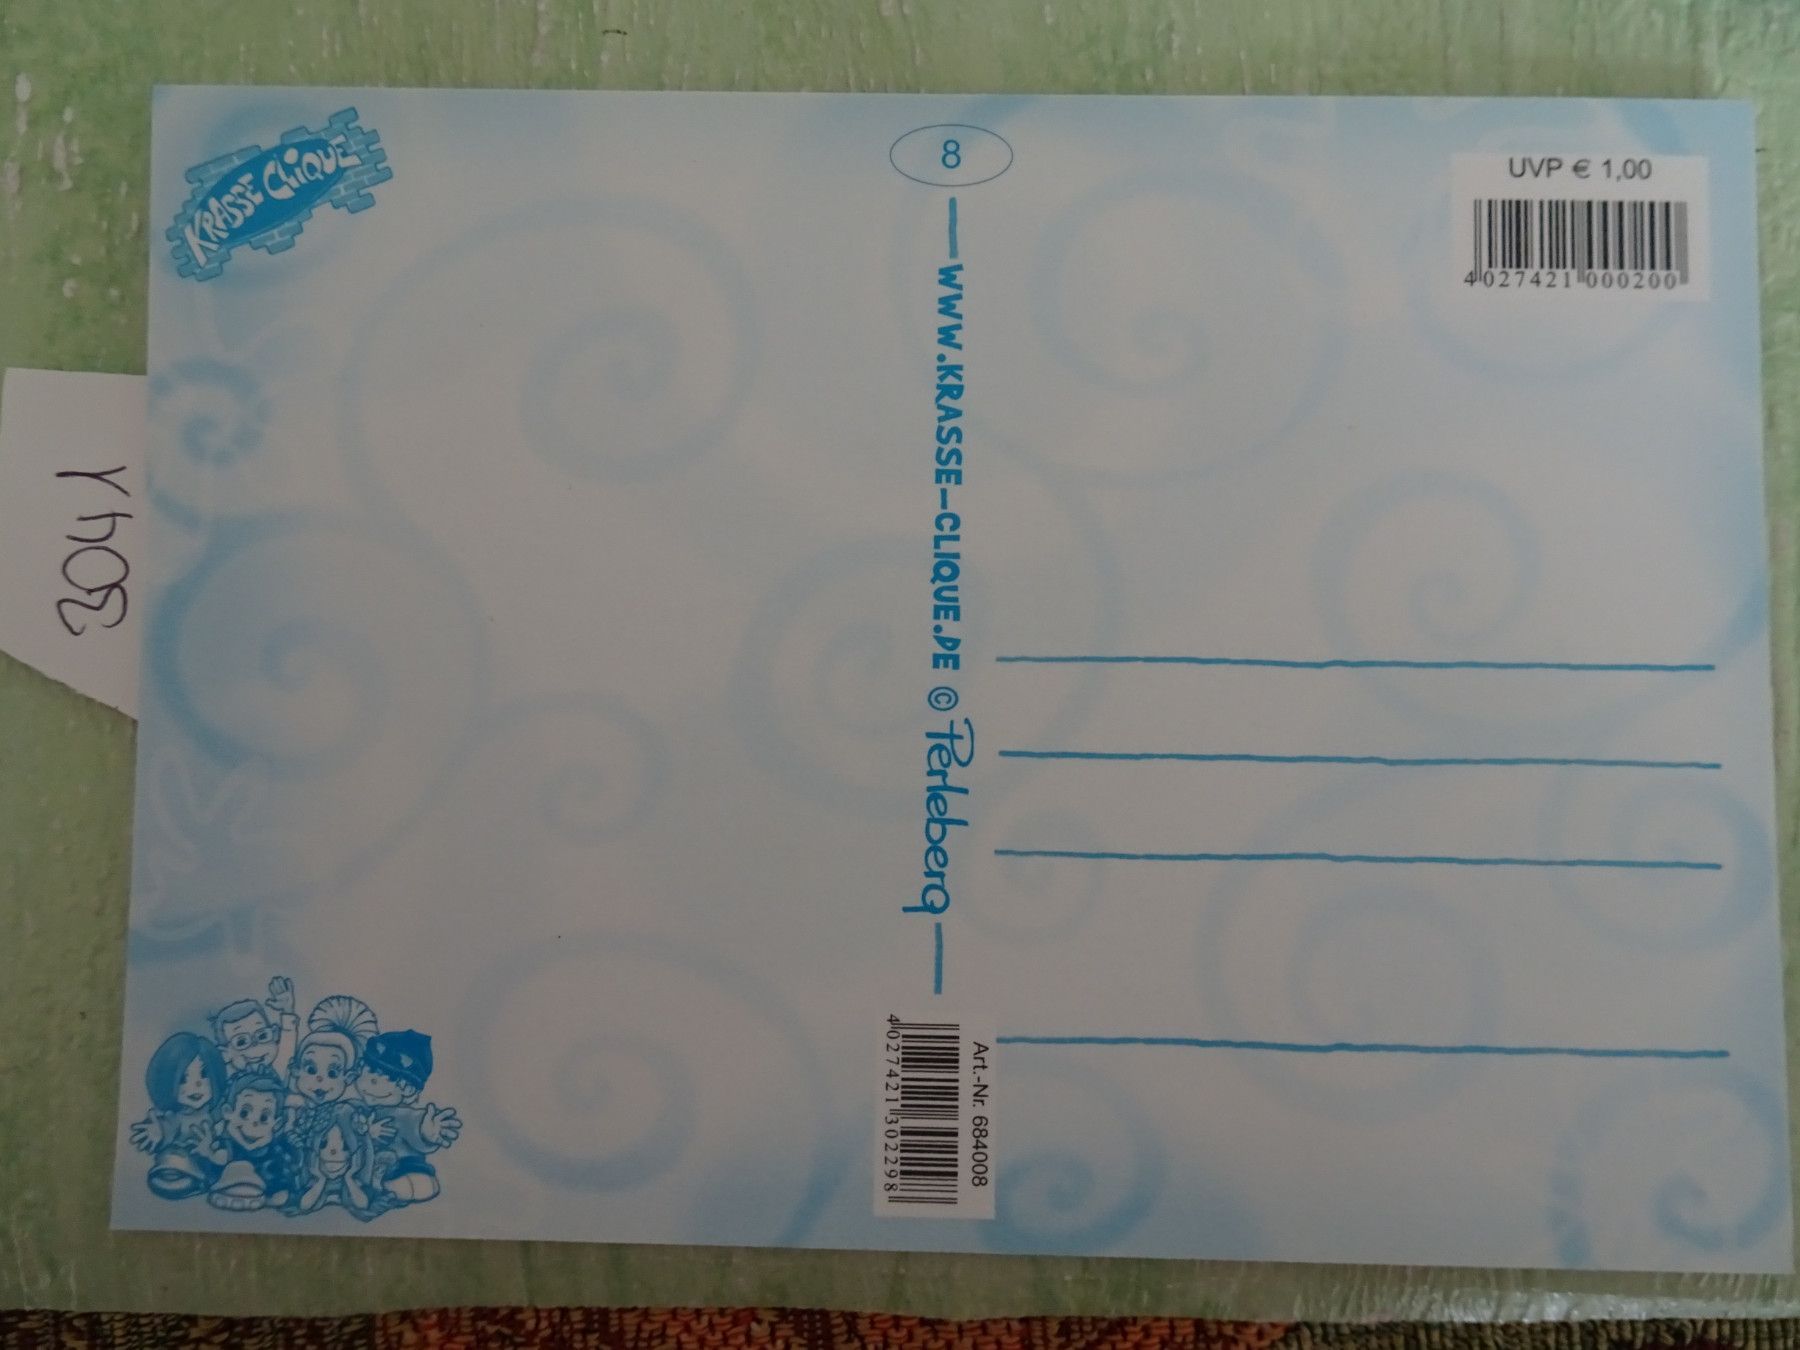 KRASSE CLIQUE
8
UVP € 1,00
4 027421 000200
WWW.KRASSE-CLIQUE.DE © Perleberg
Art.-Nr. 684008
4 027421 302298